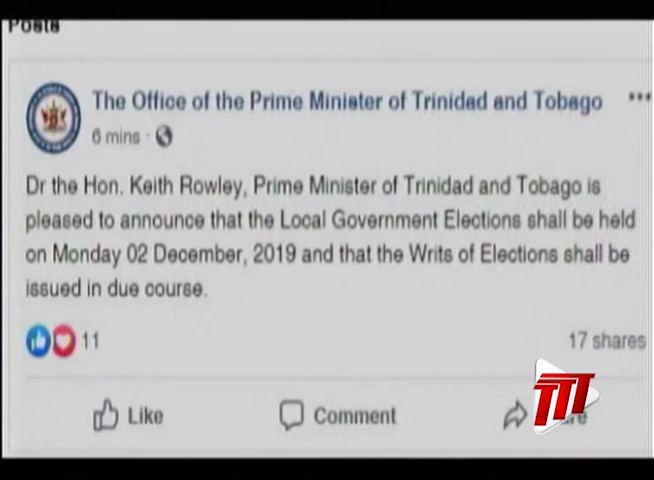 Posts
The Office of the Prime Minister of Trinidad and Tobago
6 mins ·
Dr the Hon. Keith Rowley, Prime Minister of Trinidad and Tobago is
pleased to announce that the Local Government Elections shall be held
on Monday 02 December, 2019 and that the Writs of Elections shall be
issued in due course.
11
17 shares
Like
Comment
TTT